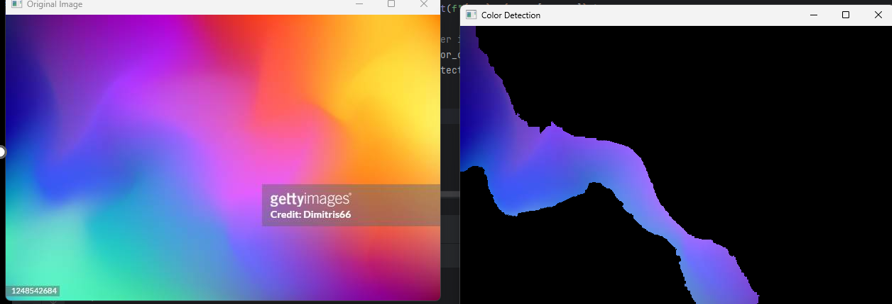 Original Image
gettyimages®
Credit: Dimitris66
1248542684
Color Detection